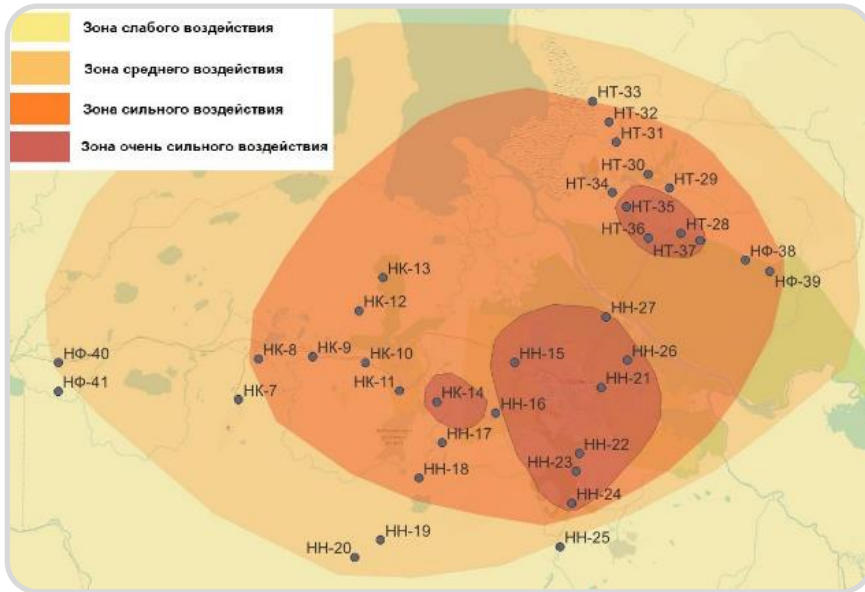 Зона слабого воздействия
Зона среднего воздействия
Зона сильного воздействия
Зона очень сильного воздействия
НТ-33
НТ-32
НТ-31
НТ-30
НТ-29
НТ-34
НТ-35
НТ-28
НТ-36
НТ-37
НФ-38
НФ-39
НК-13
НК-12
НН-27
НФ-40
НК-8
НК-9
НК-10
НН-15
НН-26
НФ-41
НК-7
НК-11
НК-14
НН-21
НН-16
НН-17
НН-22
НН-18
НН-23
НН-24
НН-19
НН-20
НН-25